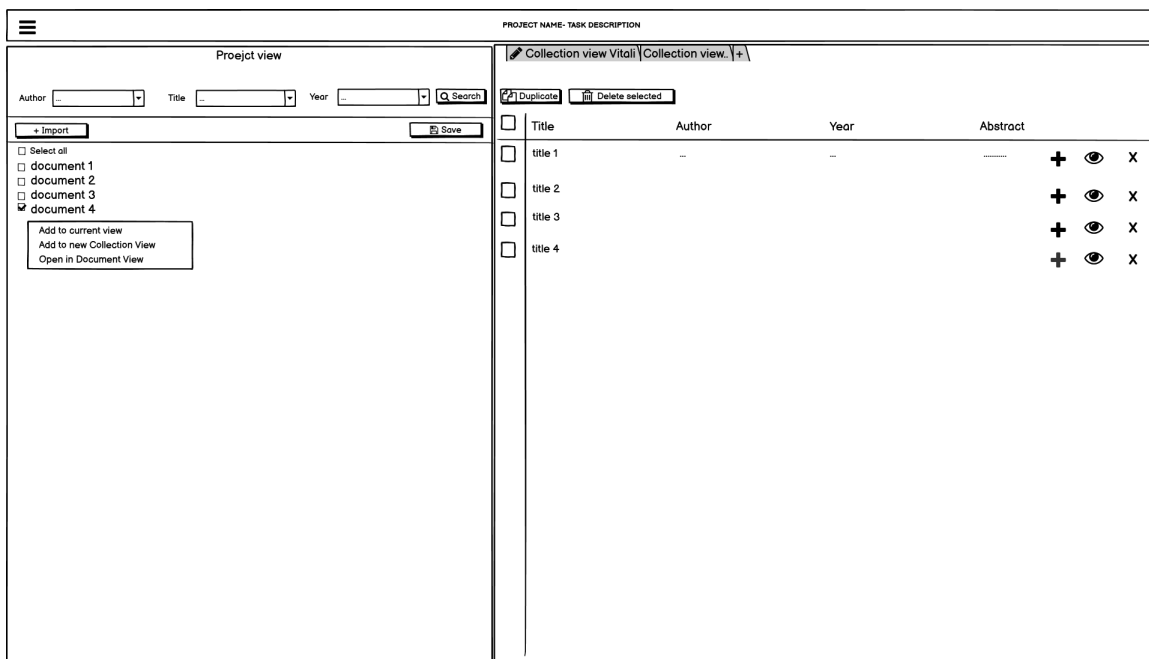 PROJECT NAME- TASK DESCRIPTION
Proejct view
Author ... Title ... Year ... Search
+ Import Save
Select all
document 1
document 2
document 3
document 4
Add to current view
Add to new Collection View
Open in Document View
Collection view Vitali Collection view.. +
Duplicate Delete selected
Title Author Year Abstract
title 1 ... ... ...........
X
title 2
X
title 3
X
title 4
X